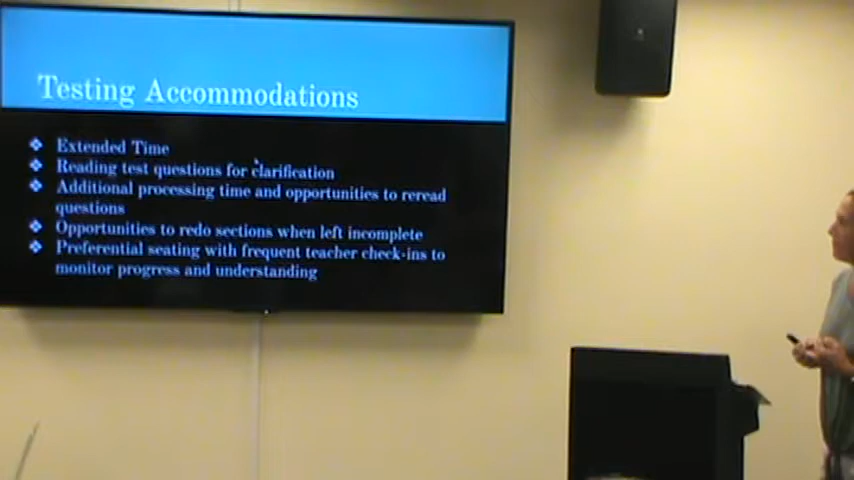 Testing Accommodations
❖ Extended Time
❖ Reading test questions for clarification
❖ Additional processing time and opportunities to reread
questions
❖ Opportunities to redo sections when left incomplete
❖ Preferential seating with frequent teacher check-ins to
monitor progress and understanding